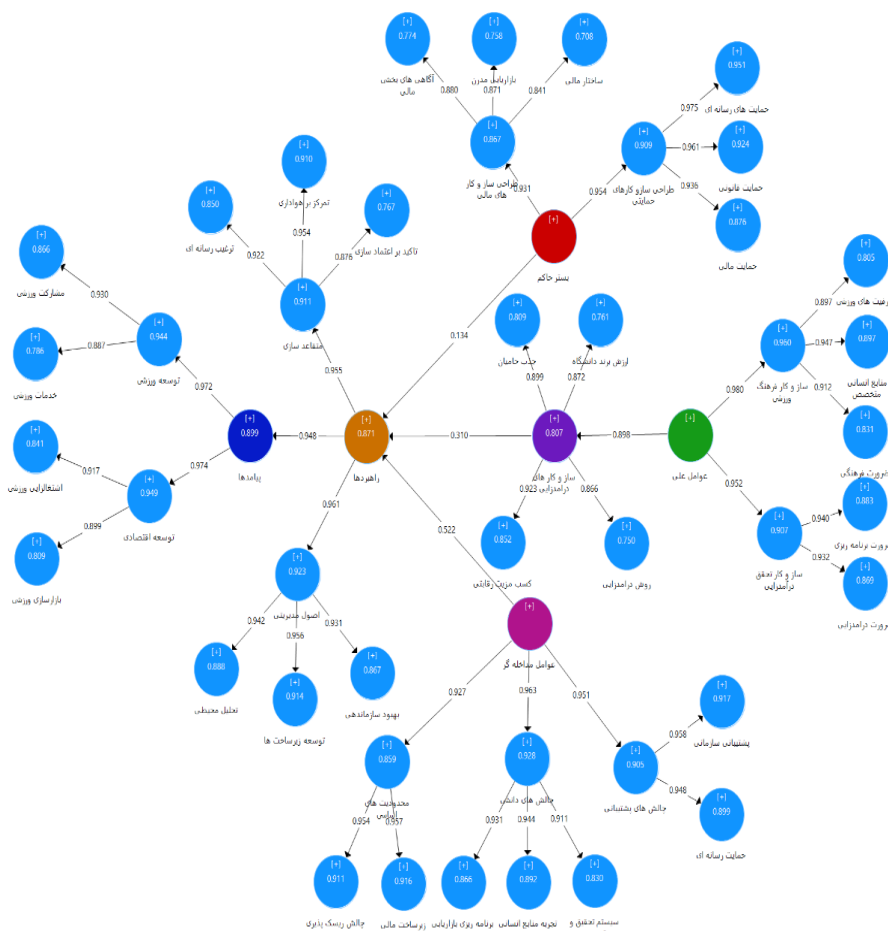 [+]
0.774
آگاهی های بخشی
مالی
[+]
0.758
بازاریابی مدرن
[+]
0.708
ساختار مالی
0.880
0.871
0.841
[+]
0.867
طراحی ساز و کار
های مالی
0.931
[+]
0.951
حمایت های رسانه ای
[+]
0.924
حمایت قانونی
[+]
0.876
حمایت مالی
0.975
0.961
0.936
[+]
0.909
طراحی سازو کارهای
حمایتی
0.954
[+]
بستر حاکم
0.134
[+]
0.910
تمرکز بر هواداری
[+]
0.850
ترغیب رسانه ای
[+]
0.767
تاکید بر اعتماد سازی
0.922
0.954
0.876
[+]
0.911
متقاعد سازی
0.955
[+]
0.866
مشارکت ورزشی
[+]
0.786
خدمات ورزشی
0.930
0.887
[+]
0.944
توسعه ورزشی
0.972
[+]
0.841
اشتغالزایی ورزشی
[+]
0.809
بازارسازی ورزشی
0.917
0.899
[+]
0.949
توسعه اقتصادی
0.974
[+]
0.899
پیامدها
0.948
[+]
0.871
راهبردها
0.310
[+]
0.809
جذب حامیان
[+]
0.761
ارزش برند دانشگاه
0.899
0.872
[+]
0.807
ساز و کار های
درآمدزایی
0.923
0.866
[+]
0.852
کسب مزیت رقابتی
[+]
0.750
روش درآمدزایی
0.898
[+]
عوامل علی
0.980
0.952
[+]
0.960
ساز و کار فرهنگ
ورزشی
0.897
0.947
0.912
[+]
0.805
ظرفیت های ورزشی
[+]
0.897
منابع انسانی
متخصص
[+]
0.831
ضرورت فرهنگی
[+]
0.907
ساز و کار تحقق
درآمدزایی
0.940
0.932
[+]
0.883
ضرورت برنامه ریزی
[+]
0.869
ضرورت درامدزایی
0.961
[+]
0.923
اصول مدیریتی
0.942
0.956
0.931
[+]
0.888
تحلیل محیطی
[+]
0.914
توسعه زیرساخت ها
[+]
0.867
بهبود سازماندهی
0.522
[+]
عوامل مداخله گر
0.927
0.963
0.951
[+]
0.859
محدودیت های
0.954
0.957
[+]
0.911
چالش ریسک پذیری
[+]
0.916
زیرساخت مالی
[+]
0.928
چالش های دانشی
0.931
0.944
0.911
[+]
0.866
برنامه ریزی بازاریابی
[+]
0.892
تجربه منابع انسانی
[+]
0.830
سیستم تحقیق و
[+]
0.905
چالش های پشتیبانی
0.958
0.948
[+]
0.917
پشتیبانی سازمانی
[+]
0.899
حمایت رسانه ای